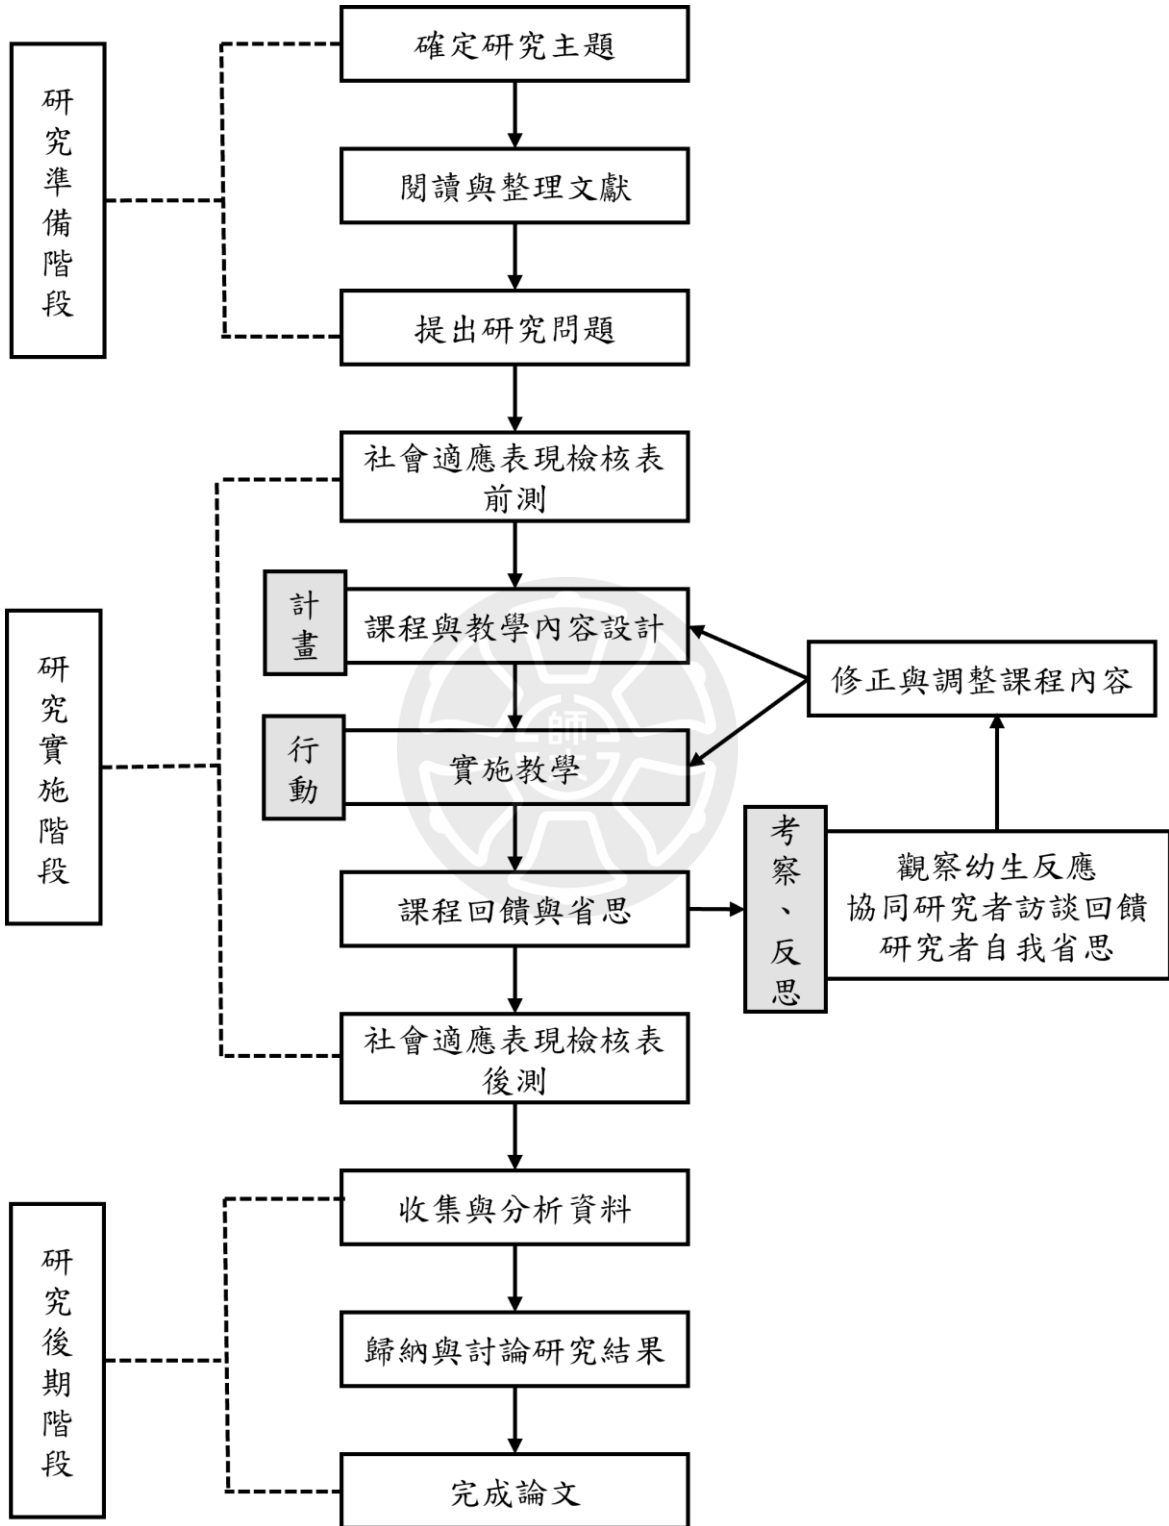 研究準備階段
確定研究主題
閱讀與整理文獻
提出研究問題
研究實施階段
社會適應表現檢核表
前測
計畫
課程與教學內容設計
修正與調整課程內容
行動
實施教學
課程回饋與省思
考察、反思
觀察幼生反應
協同研究者訪談回饋
研究者自我省思
社會適應表現檢核表
後測
研究後期階段
收集與分析資料
歸納與討論研究結果
完成論文
師大